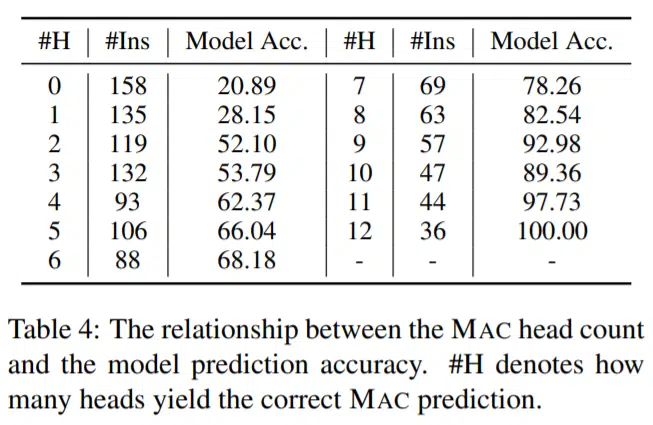 #H | #Ins | Model Acc. | #H | #Ins | Model Acc.
0 | 158 | 20.89 | 7 | 69 | 78.26
1 | 135 | 28.15 | 8 | 63 | 82.54
2 | 119 | 52.10 | 9 | 57 | 92.98
3 | 132 | 53.79 | 10 | 47 | 89.36
4 | 93 | 62.37 | 11 | 44 | 97.73
5 | 106 | 66.04 | 12 | 36 | 100.00
6 | 88 | 68.18 | - | - | -
Table 4: The relationship between the MAC head count
and the model prediction accuracy. #H denotes how
many heads yield the correct MAC prediction.